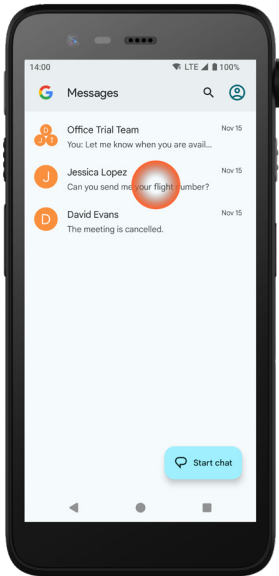 14:00 LTE 100%
Messages
D
J T
Office Trial Team Nov 15
You: Let me know when you are avail...
J
Jessica Lopez Nov 15
Can you send me your flight number?
D
David Evans Nov 15
The meeting is cancelled.
Start chat